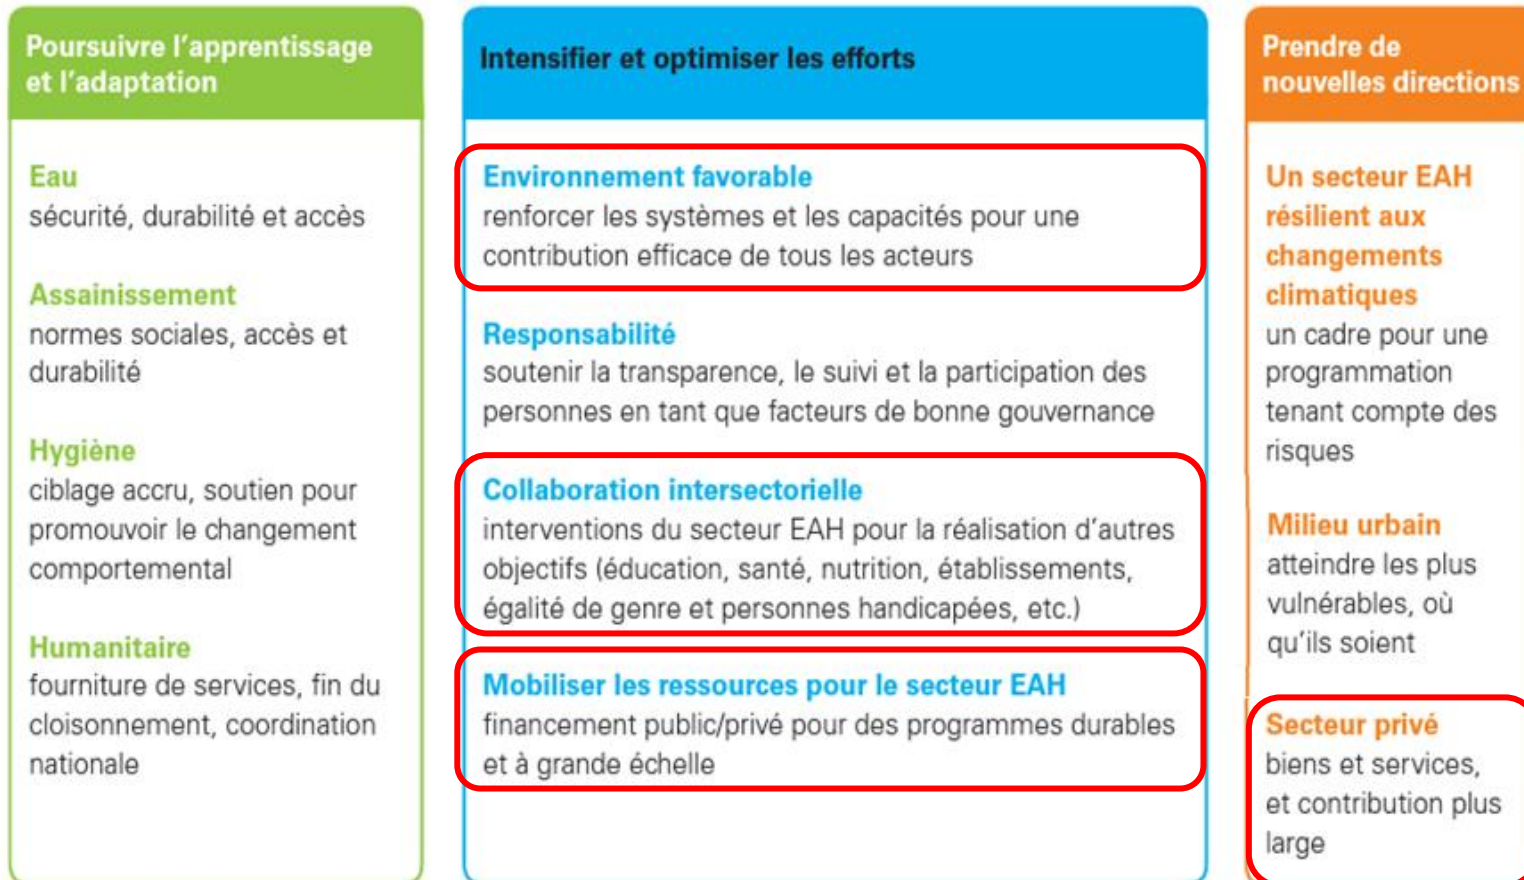 Poursuivre l'apprentissage
et l'adaptation
Eau
sécurité, durabilité et accès
Assainissement
normes sociales, accès et
durabilité
Hygiène
ciblage accru, soutien pour
promouvoir le changement
comportemental
Humanitaire
fourniture de services, fin du
cloisonnement, coordination
nationale
Intensifier et optimiser les efforts
Environnement favorable
renforcer les systèmes et les capacités pour une
contribution efficace de tous les acteurs
Responsabilité
soutenir la transparence, le suivi et la participation des
personnes en tant que facteurs de bonne gouvernance
Collaboration intersectorielle
interventions du secteur EAH pour la réalisation d'autres
objectifs (éducation, santé, nutrition, établissements,
égalité de genre et personnes handicapées, etc.)
Mobiliser les ressources pour le secteur EAH
financement public/privé pour des programmes durables
et à grande échelle
Prendre de
nouvelles directions
Un secteur EAH
résilient aux
changements
climatiques
un cadre pour une
programmation
tenant compte des
risques
Milieu urbain
atteindre les plus
vulnérables, où
qu'ils soient
Secteur privé
biens et services,
et contribution plus
large